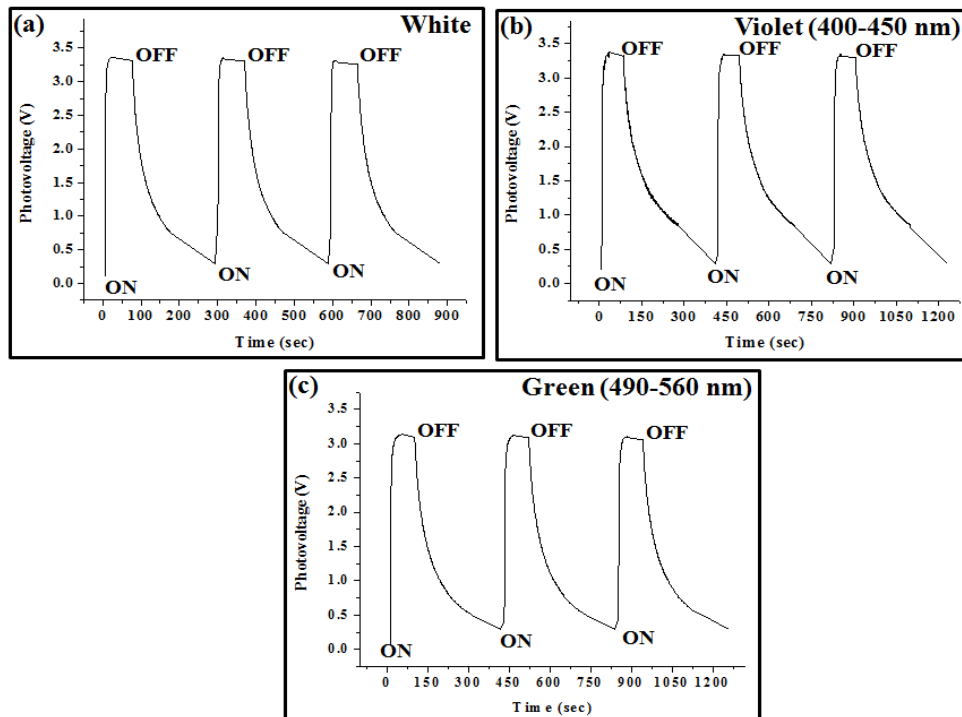 (a)
White
3.5
3.0
2.5
2.0
1.5
1.0
0.5
0.0
Photovoltage (V)
OFF
OFF
OFF
ON
ON
ON
0 100 200 300 400 500 600 700 800 900
Time (sec)
(b)
Violet (400-450 nm)
3.5
3.0
2.5
2.0
1.5
1.0
0.5
0.0
Photovoltage (V)
OFF
OFF
OFF
ON
ON
ON
0 150 300 450 600 750 900 1050 1200
Time (sec)
(c)
Green (490-560 nm)
3.5
3.0
2.5
2.0
1.5
1.0
0.5
0.0
Photovoltage (V)
OFF
OFF
OFF
ON
ON
ON
0 150 300 450 600 750 900 1050 1200
Time (sec)